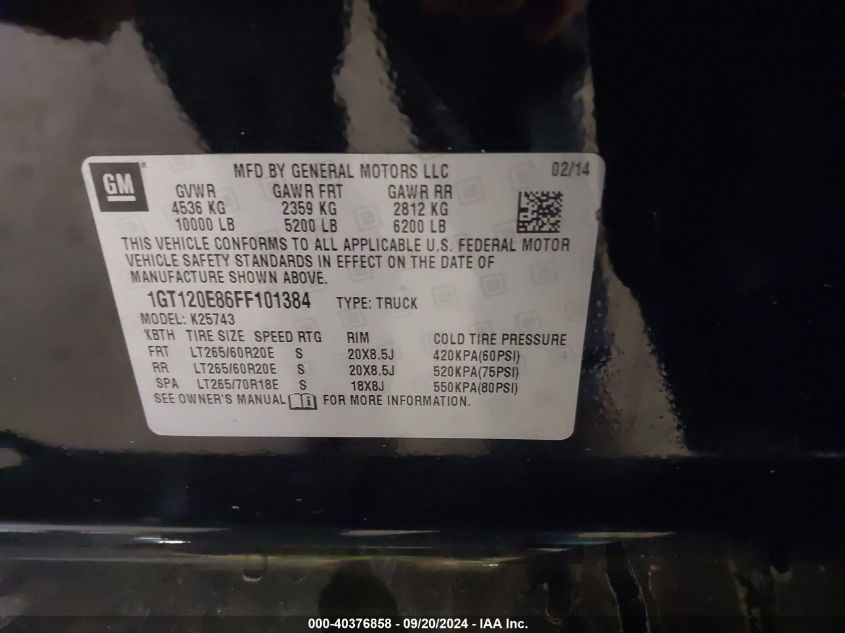 GM
MFD BY GENERAL MOTORS LLC 02/14
GVWR GAWR FRT GAWR RR
4536 KG 2359 KG 2812 KG
10000 LB 5200 LB 6200 LB
THIS VEHICLE CONFORMS TO ALL APPLICABLE U.S. FEDERAL MOTOR
VEHICLE SAFETY STANDARDS IN EFFECT ON THE DATE OF
MANUFACTURE SHOWN ABOVE.
1GT120E86FF101384 TYPE: TRUCK
MODEL: K25743
XBTH TIRE SIZE SPEED RTG RIM COLD TIRE PRESSURE
FRT LT265/60R20E S 20X8.5J 420KPA(60PSI)
RR LT265/60R20E S 20X8.5J 520KPA(75PSI)
SPA LT265/70R18E S 18X8J 550KPA(80PSI)
SEE OWNER'S MANUAL FOR MORE INFORMATION.
000-40376858 - 09/20/2024 - IAA Inc.